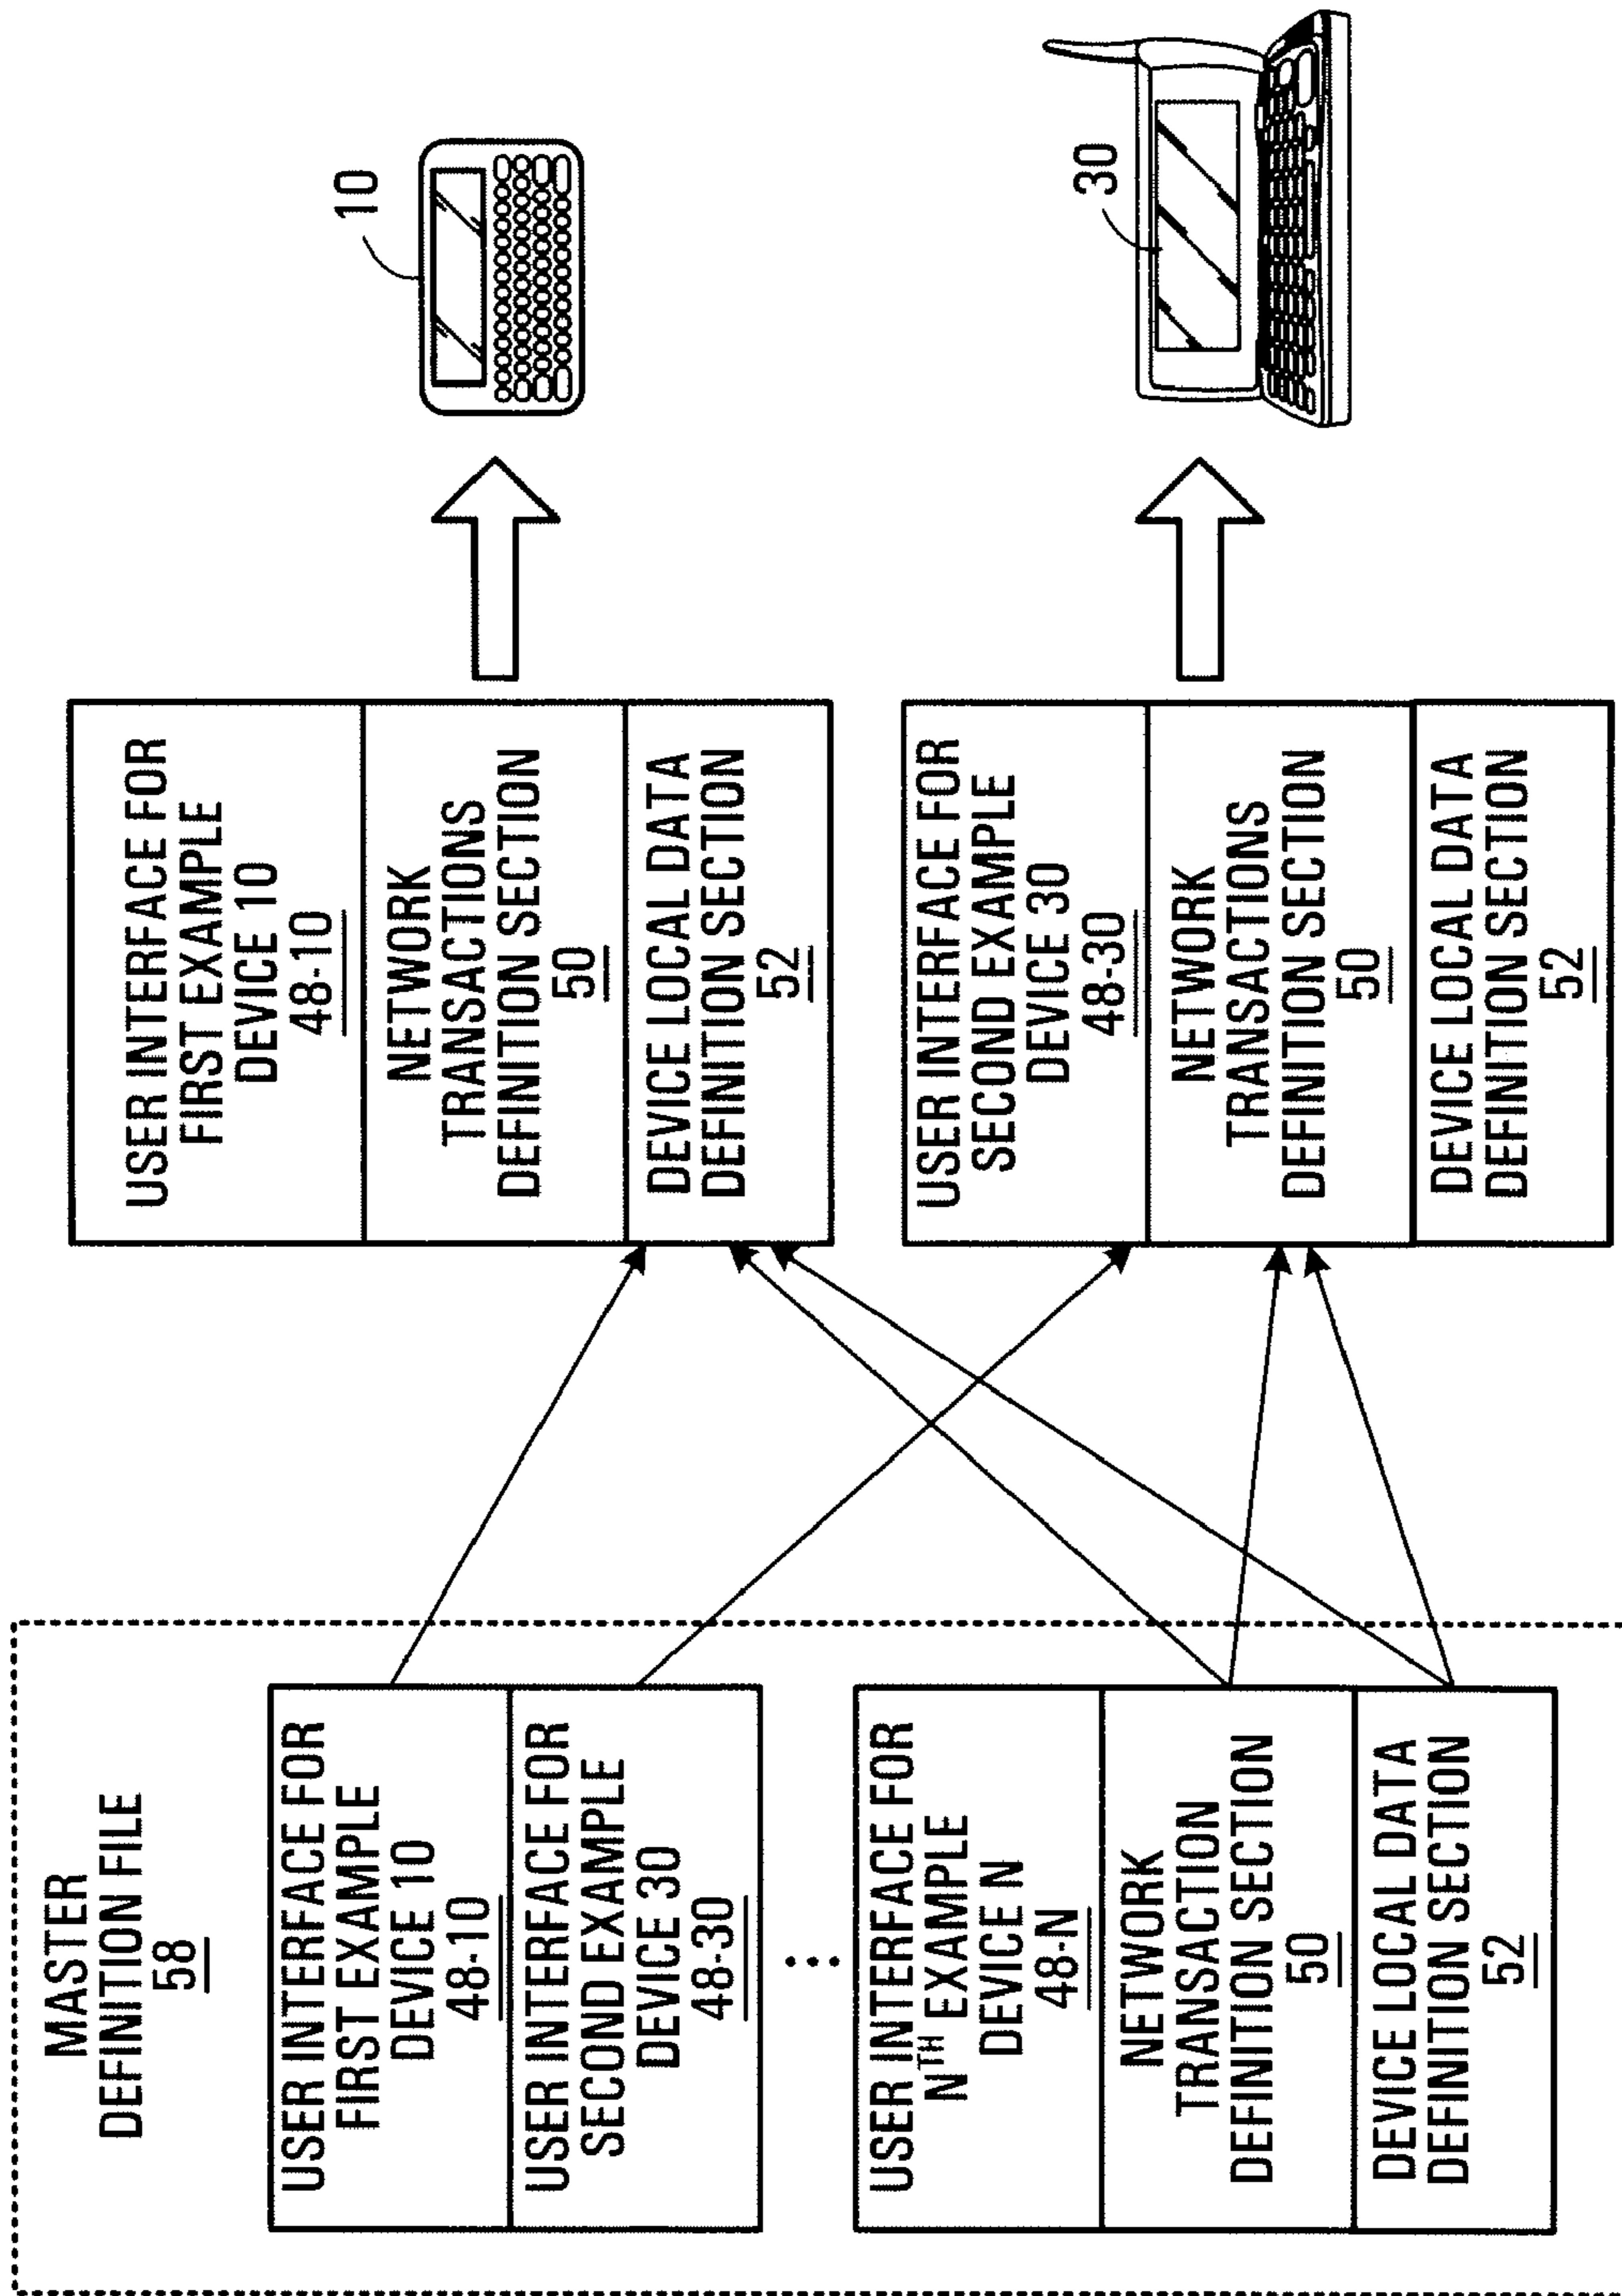 MASTER
DEFINITION FILE
58
USER INTERFACE FOR
FIRST EXAMPLE
DEVICE 10
48-10
USER INTERFACE FOR
SECOND EXAMPLE
DEVICE 30
48-30
USER INTERFACE FOR
NTH EXAMPLE
DEVICE N
48-N
NETWORK
TRANSACTION
DEFINITION SECTION
50
DEVICE LOCAL DATA
DEFINITION SECTION
52
USER INTERFACE FOR
FIRST EXAMPLE
DEVICE 10
48-10
NETWORK
TRANSACTIONS
DEFINITION SECTION
50
DEVICE LOCAL DATA
DEFINITION SECTION
52
USER INTERFACE FOR
SECOND EXAMPLE
DEVICE 30
48-30
NETWORK
TRANSACTIONS
DEFINITION SECTION
50
DEVICE LOCAL DATA
DEFINITION SECTION
52
10
30